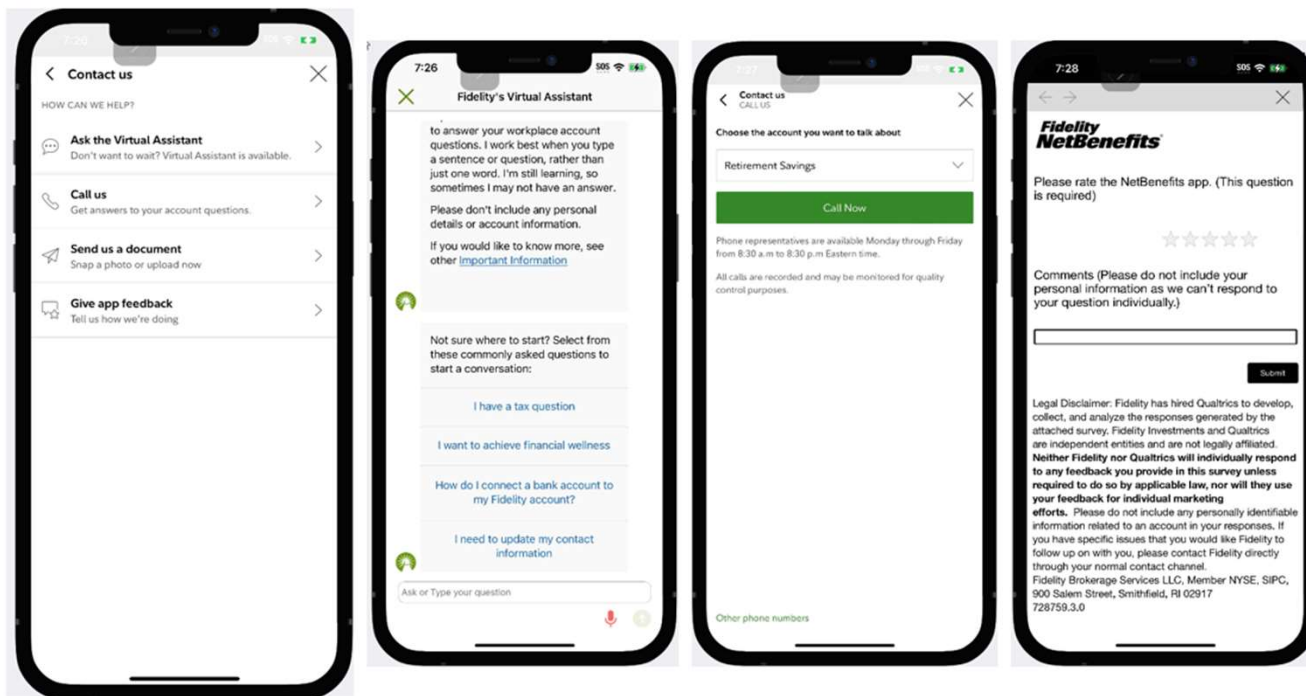 7:26
Contact us
HOW CAN WE HELP?
Ask the Virtual Assistant
Don't want to wait? Virtual Assistant is available.
Call us
Get answers to your account questions.
Send us a document
Snap a photo or upload now
Give app feedback
Tell us how we're doing
7:26
SOS
Fidelity's Virtual Assistant
to answer your workplace account
questions. I work best when you type
a sentence or question, rather than
just one word. I'm still learning, so
sometimes I may not have an answer.
Please don't include any personal
details or account information.
If you would like to know more, see
other Important Information
Not sure where to start? Select from
these commonly asked questions to
start a conversation:
I have a tax question
I want to achieve financial wellness
How do I connect a bank account to
my Fidelity account?
I need to update my contact
information
Ask or Type your question
7:27
Contact us
CALL US
Choose the account you want to talk about
Retirement Savings
Call Now
Phone representatives are available Monday through Friday
from 8:30 a.m to 8:30 p.m Eastern time.
All calls are recorded and may be monitored for quality
control purposes.
Other phone numbers
7:28
SOS
Fidelity
NetBenefits
Please rate the NetBenefits app. (This question
is required)
Comments (Please do not include your
personal information as we can't respond to
your question individually.)
Submit
Legal Disclaimer: Fidelity has hired Qualtrics to develop,
collect, and analyze the responses generated by the
attached survey. Fidelity Investments and Qualtrics
are independent entities and are not legally affiliated.
Neither Fidelity nor Qualtrics will individually respond
to any feedback you provide in this survey unless
required to do so by applicable law, nor will they use
your feedback for individual marketing
efforts. Please do not include any personally identifiable
information related to an account in your responses. If
you have specific issues that you would like Fidelity to
follow up on with you, please contact Fidelity directly
through your normal contact channel.
Fidelity Brokerage Services LLC, Member NYSE, SIPC,
900 Salem Street, Smithfield, RI 02917
728759.3.0